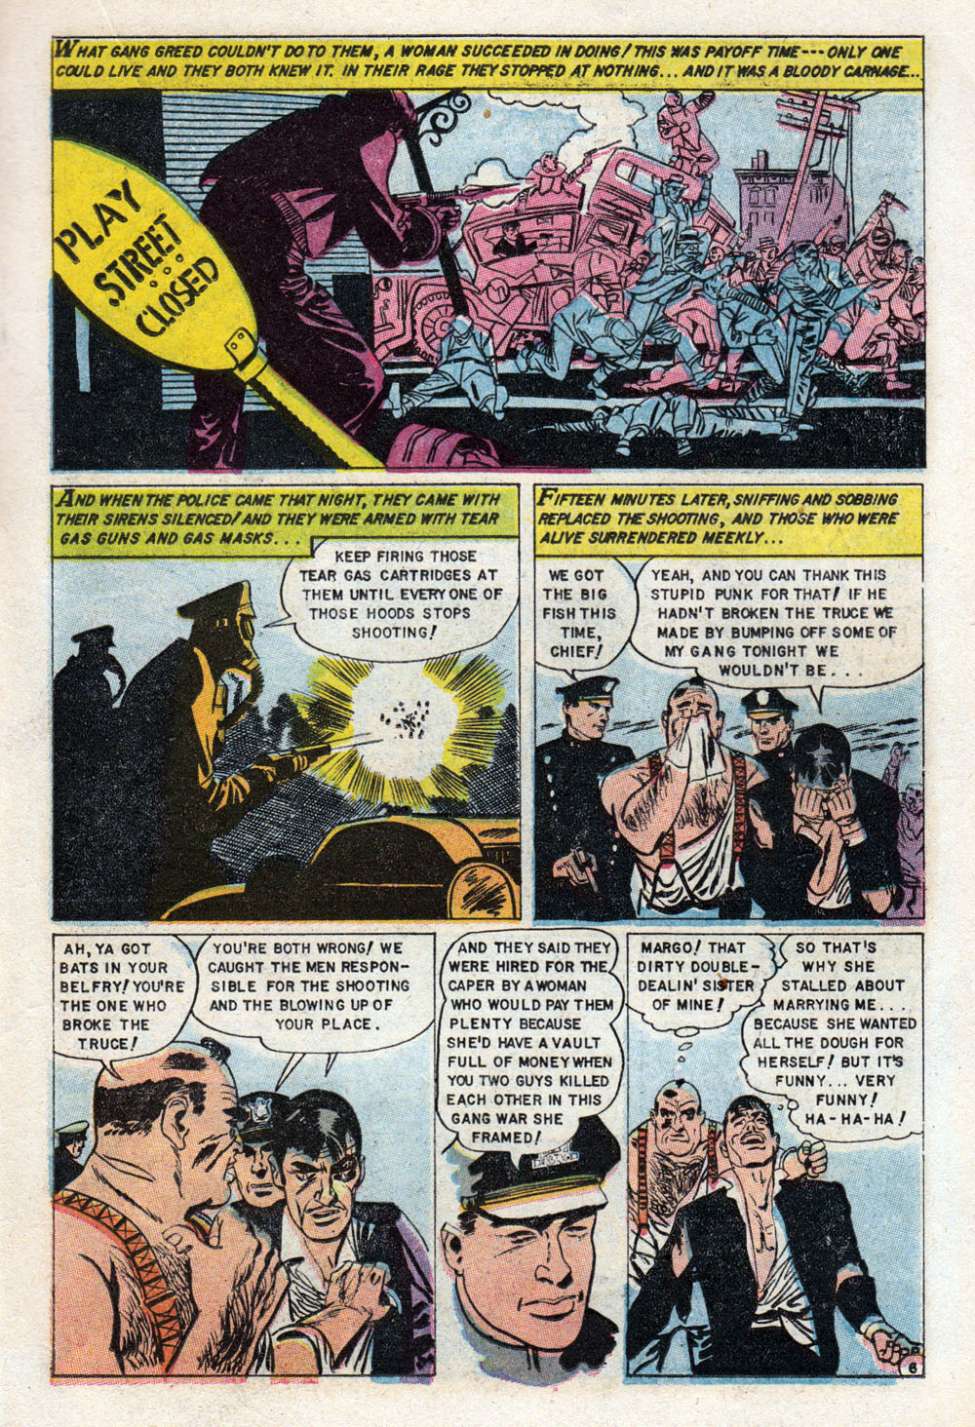 WHAT GANG GREED COULDN'T DO TO THEM, A WOMAN SUCCEEDED IN DOING! THIS WAS PAYOFF TIME--- ONLY ONE
COULD LIVE AND THEY BOTH KNEW IT. IN THEIR RAGE THEY STOPPED AT NOTHING... AND IT WAS A BLOODY CARNAGE...
PLAY
STREET
CLOSED
AND WHEN THE POLICE CAME THAT NIGHT, THEY CAME WITH
THEIR SIRENS SILENCED! AND THEY WERE ARMED WITH TEAR
GAS GUNS AND GAS MASKS...
KEEP FIRING THOSE
TEAR GAS CARTRIDGES AT
THEM UNTIL EVERY ONE OF
THOSE HOODS STOPS
SHOOTING!
FIFTEEN MINUTES LATER, SNIFFING AND SOBBING
REPLACED THE SHOOTING, AND THOSE WHO WERE
ALIVE SURRENDERED MEEKLY...
WE GOT
THE BIG
FISH THIS
TIME,
CHIEF!
YEAH, AND YOU CAN THANK THIS
STUPID PUNK FOR THAT! IF HE
HADN'T BROKEN THE TRUCE WE
MADE BY BUMPING OFF SOME OF
MY GANG TONIGHT WE
WOULDN'T BE...
AH, YA GOT
BATS IN YOUR
BELFRY! YOU'RE
THE ONE WHO
BROKE THE
TRUCE!
YOU'RE BOTH WRONG! WE
CAUGHT THE MEN RESPON-
SIBLE FOR THE SHOOTING
AND THE BLOWING UP OF
YOUR PLACE.
AND THEY SAID THEY
WERE HIRED FOR THE
CAPER BY A WOMAN
WHO WOULD PAY THEM
PLENTY BECAUSE
SHE'D HAVE A VAULT
FULL OF MONEY WHEN
YOU TWO GUYS KILLED
EACH OTHER IN THIS
GANG WAR SHE
FRAMED!
MARGO! THAT
DIRTY DOUBLE-
DEALIN' SISTER
OF MINE!
SO THAT'S
WHY SHE
STALLED ABOUT
MARRYING ME...
BECAUSE SHE WANTED
ALL THE DOUGH FOR
HERSELF! BUT IT'S
FUNNY... VERY
FUNNY!
HA-HA-HA!
6